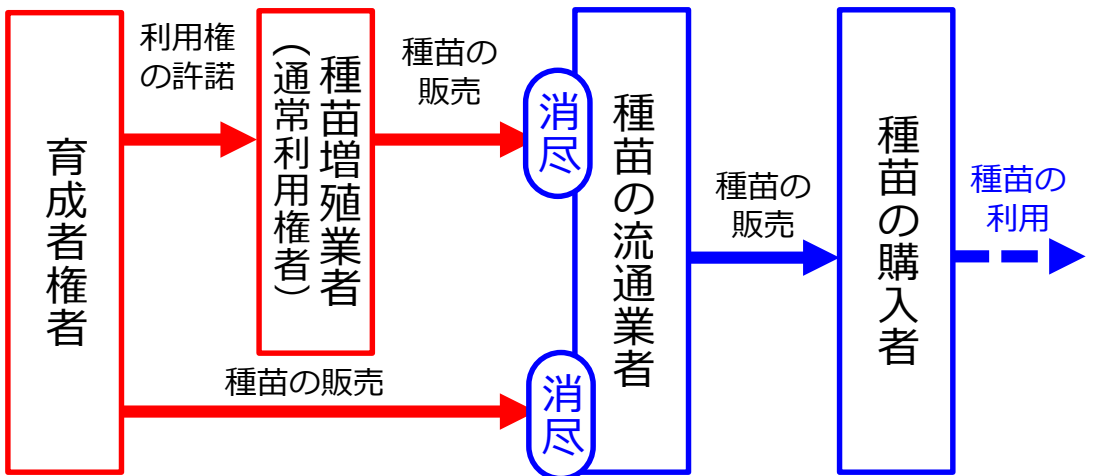 育成者権者
利用権
の許諾
種苗増殖業者
（通常利用権者）
種苗の
販売
消尽
種苗の販売
消尽
種苗の流通業者
種苗の
販売
種苗の購入者
種苗の
利用